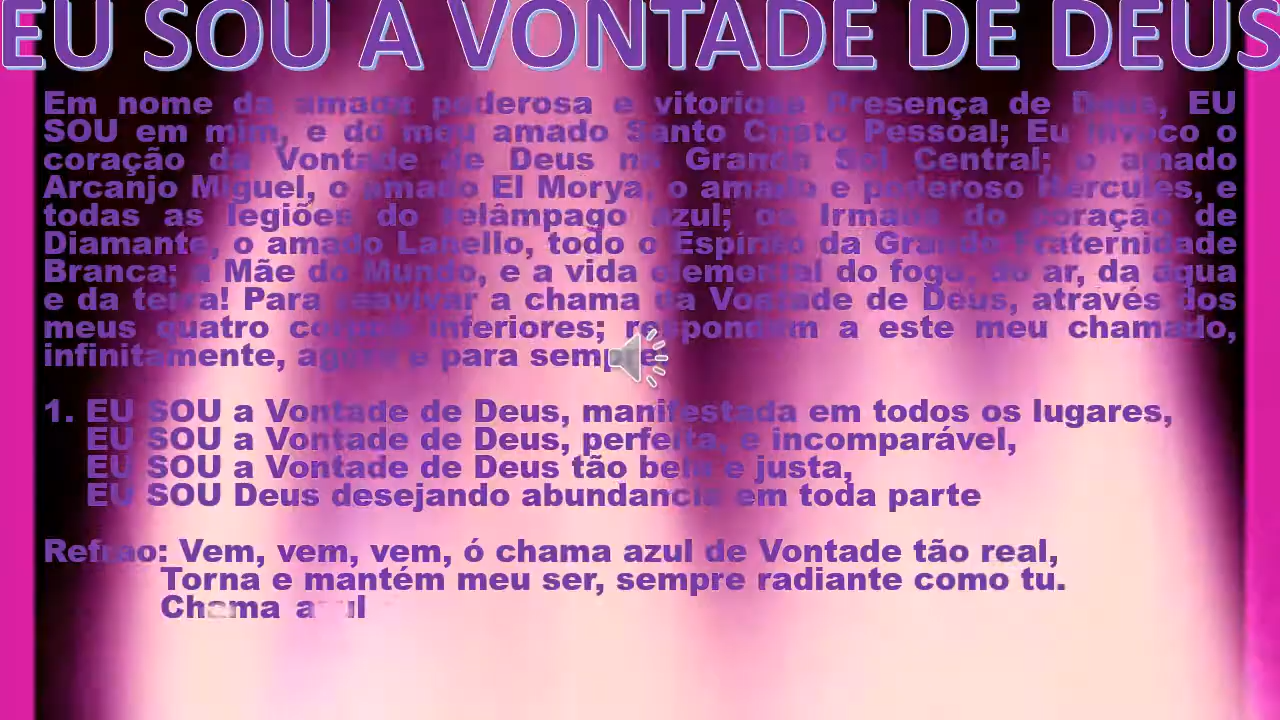 EU SOU A VONTADE DE DEUS
Em nome da amada poderosa e vitoriosa Presença de Deus, EU
SOU em mim, e do meu amado Santo Cristo Pessoal; Eu invoco o
coração da Vontade de Deus no Grande Sol Central; o amado
Arcanjo Miguel, o amado El Morya, o amado e poderoso Hercules, e
todas as legiões do relâmpago azul; os Irmaus do coração de
Diamante, o amado Lanello, todo o Espírito da Grande Fraternidade
Branca; a Mãe do Mundo, e a vida elemental do fogo, do ar, da água
e da terra! Para reavivar a chama da Vontade de Deus, através dos
meus quatro corpos inferiores; respondam a este meu chamado,
infinitamente, agora e para sempre
1. EU SOU a Vontade de Deus, manifestada em todos os lugares,
EU SOU a Vontade de Deus, perfeita, e incomparável,
EU SOU a Vontade de Deus tão bela e justa,
EU SOU Deus desejando abundancia em toda parte
Refrao: Vem, vem, vem, ó chama azul de Vontade tão real,
Torna e mantém meu ser, sempre radiante como tu.
Chama azul